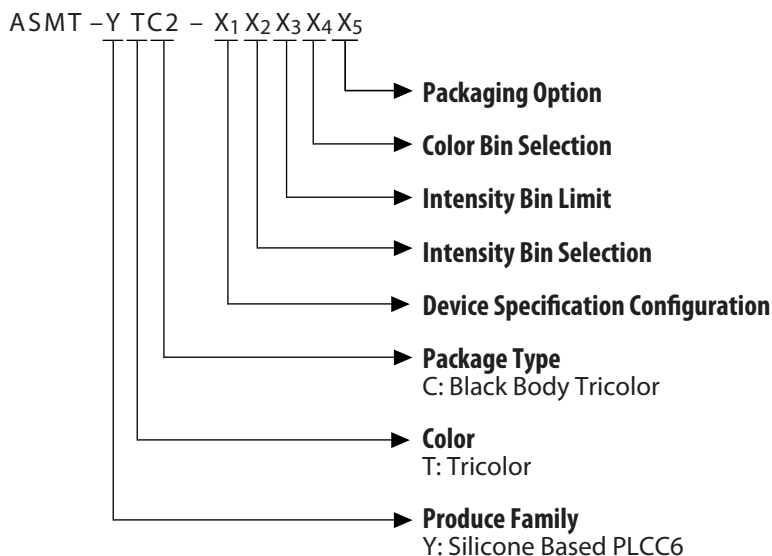 ASMT – Y T C 2 – X1 X2 X3 X4 X5
Packaging Option
Color Bin Selection
Intensity Bin Limit
Intensity Bin Selection
Device Specification Configuration
Package Type
C: Black Body Tricolor
Color
T: Tricolor
Produce Family
Y: Silicone Based PLCC6